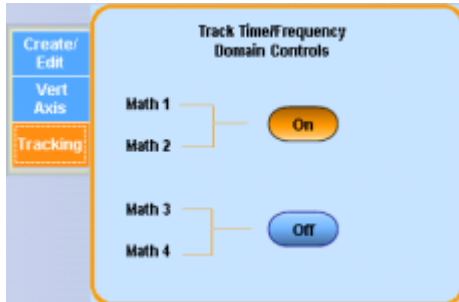 Create/
Edit
Vert
Axis
Tracking
Track Time/Frequency
Domain Controls
Math 1
Math 2
On
Math 3
Math 4
Off